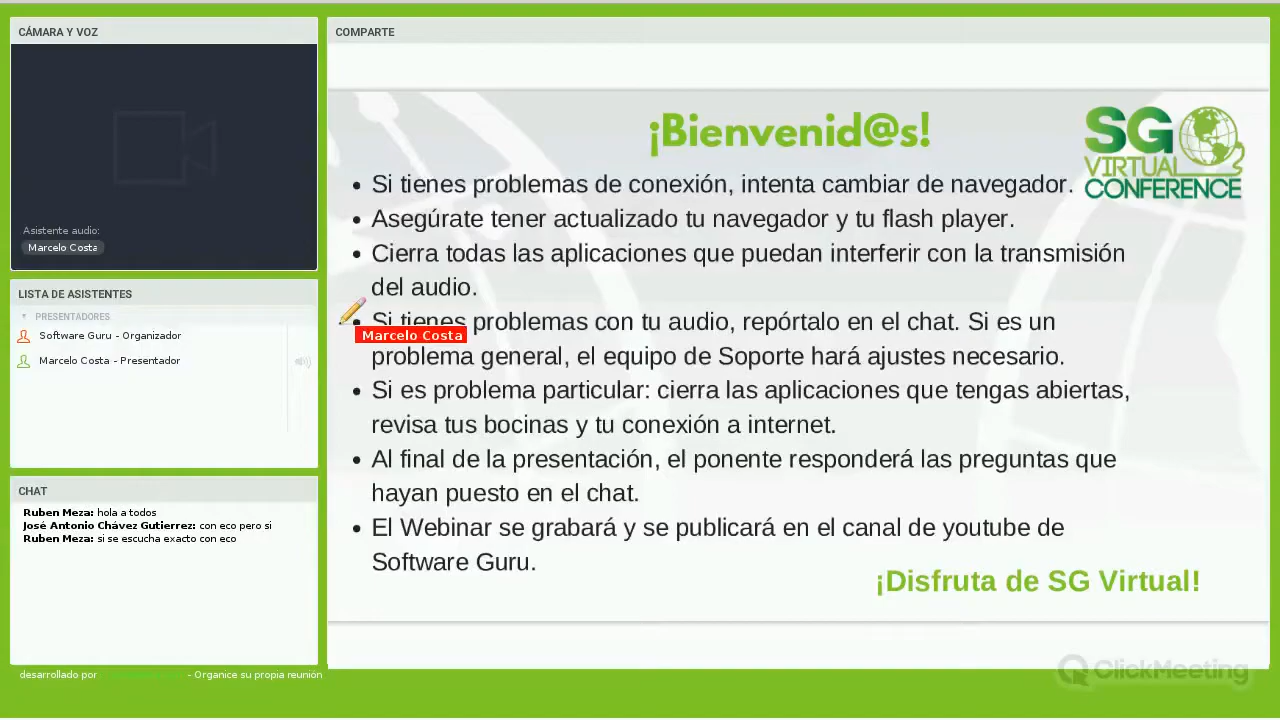 CÁMARA Y VOZ
Asistente audio:
Marcelo Costa
LISTA DE ASISTENTES
PRESENTADORES
Software Guru - Organizador
Marcelo Costa - Presentador
CHAT
Ruben Meza: hola a todos
José Antonio Chávez Gutierrez: con eco pero si
Ruben Meza: si se escucha exacto con eco
desarrollado por
- Organice su propia reunión
COMPARTE
¡Bienvenid@s!
SG
VIRTUAL
CONFERENCE
• Si tienes problemas de conexión, intenta cambiar de navegador.
• Asegúrate tener actualizado tu navegador y tu flash player.
• Cierra todas las aplicaciones que puedan interferir con la transmisión
del audio.
• Si tienes problemas con tu audio, repórtalo en el chat. Si es un
Marcelo Costa
problema general, el equipo de Soporte hará ajustes necesario.
• Si es problema particular: cierra las aplicaciones que tengas abiertas,
revisa tus bocinas y tu conexión a internet.
• Al final de la presentación, el ponente responderá las preguntas que
hayan puesto en el chat.
• El Webinar se grabará y se publicará en el canal de youtube de
Software Guru.
¡Disfruta de SG Virtual!
ClickMeeting